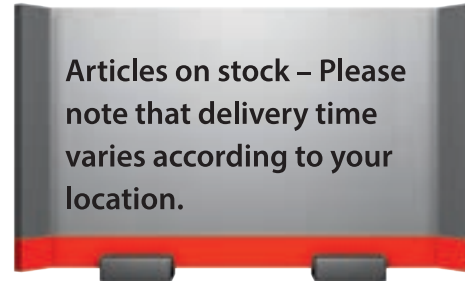 Articles on stock – Please
note that delivery time
varies according to your
location.